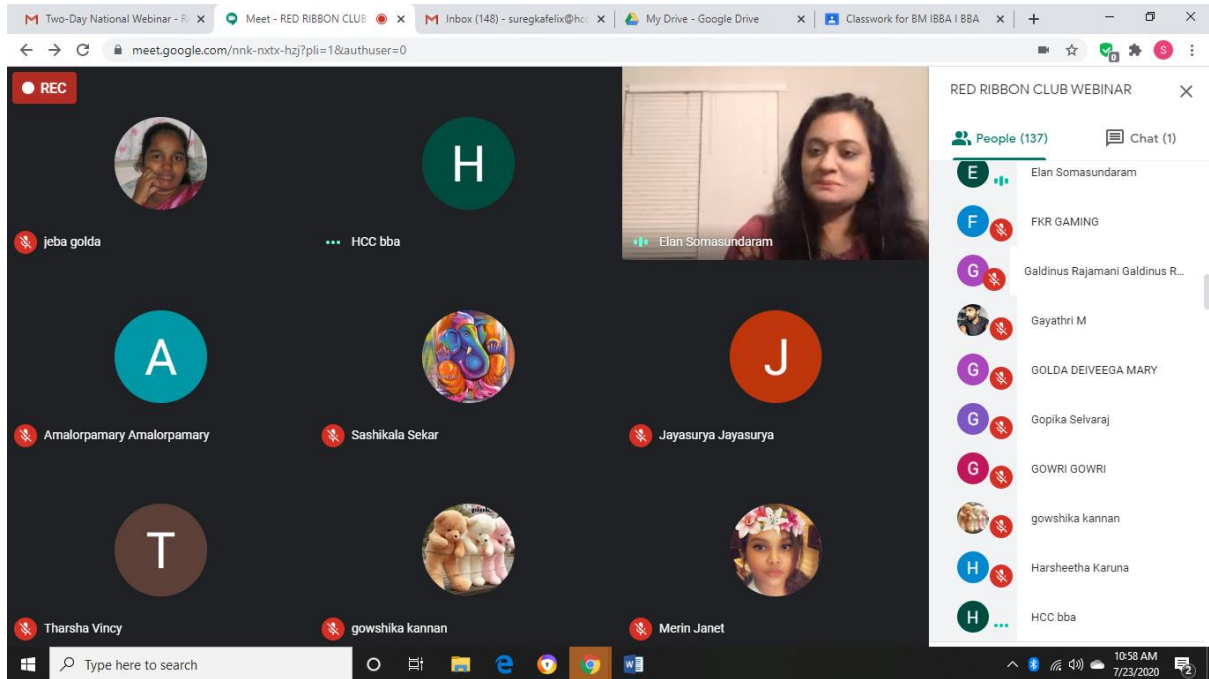 Two-Day National Webinar - R
Meet - RED RIBBON CLUB
Inbox (148) - suregkafelix@hcc
My Drive - Google Drive
Classwork for BM IBBA I BBA
meet.google.com/nnk-nxtx-hzj?pli=1&authuser=0
0
S
REC
H
jeba golda
HCC bba
Elan Somasundaram
A
J
Amalorpamary Amalorpamary
Sashikala Sekar
Jayasurya Jayasurya
T
Tharsha Vincy
gowshika kannan
Merin Janet
RED RIBBON CLUB WEBINAR
People (137)
Chat (1)
E Elan Somasundaram
F FKR GAMING
G Galdinus Rajamani Galdinus R...
Gayathri M
G GOLDA DEIVEEGA MARY
G Gopika Selvaraj
G GOWRI GOWRI
gowshika kannan
H Harsheetha Karuna
H HCC bba
Type here to search
10:58 AM
7/23/2020
2